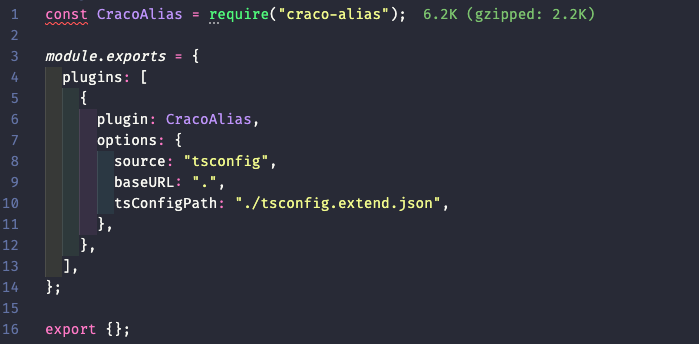 1 const CracoAlias = require("craco-alias"); 6.2K (gzipped: 2.2K)
2
3 module.exports = {
4 plugins: [
5 {
6 plugin: CracoAlias,
7 options: {
8 source: "tsconfig",
9 baseURL: ".",
10 tsConfigPath: "./tsconfig.extend.json",
11 },
12 },
13 ],
14 };
15
16 export {};